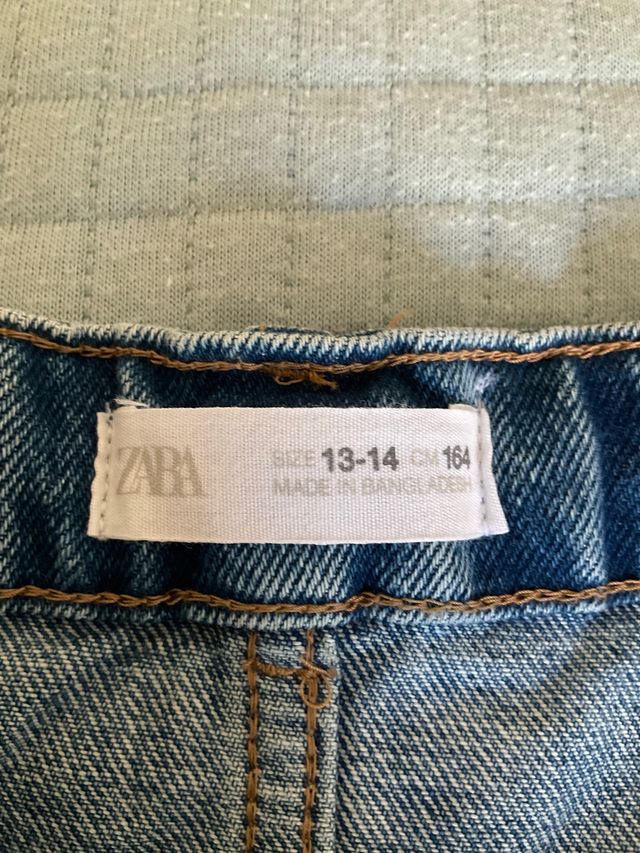 ZARA
SIZE 13-14 CM 164
MADE IN BANGLADESH